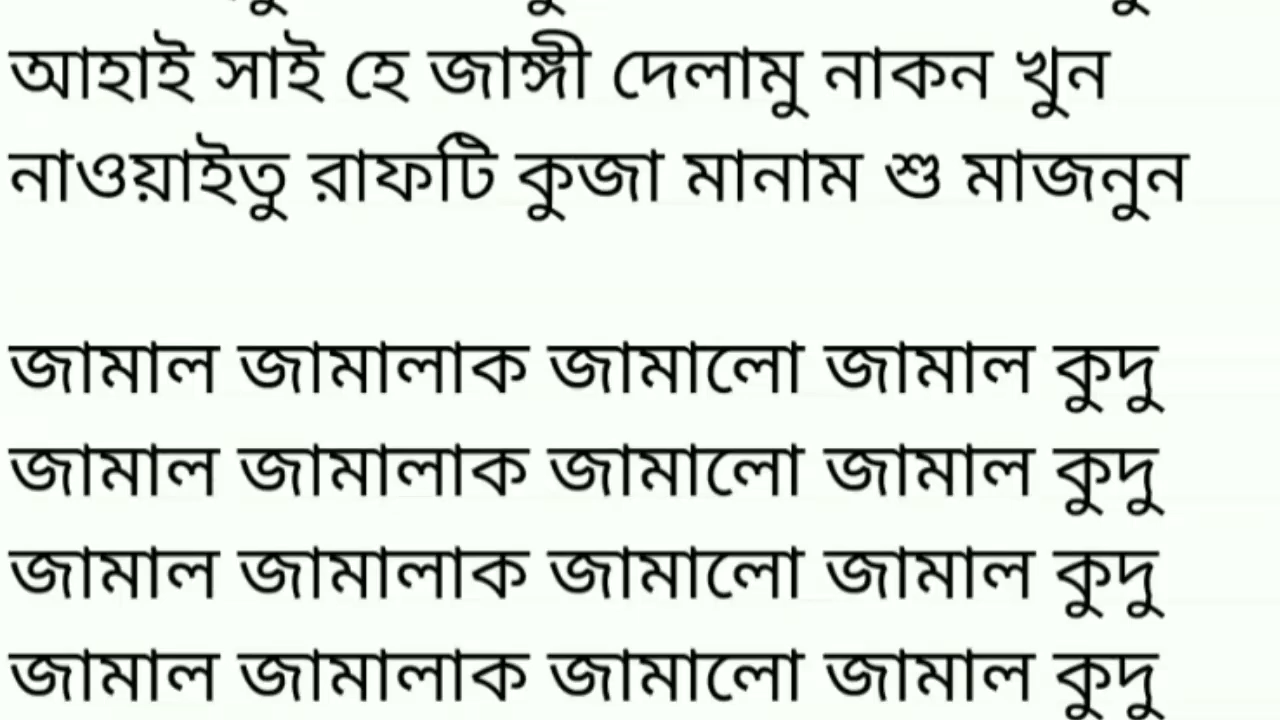 আহাই সাই হে জাঙ্গী দেলামু নাকন খুন
নাওয়াইতু রাফটি কুজা মানাম শু মাজনুন
জামাল জামালাক জামালো জামাল কুদু
জামাল জামালাক জামালো জামাল কুদু
জামাল জামালাক জামালো জামাল কুদু
জামাল জামালাক জামালো জামাল কুদু